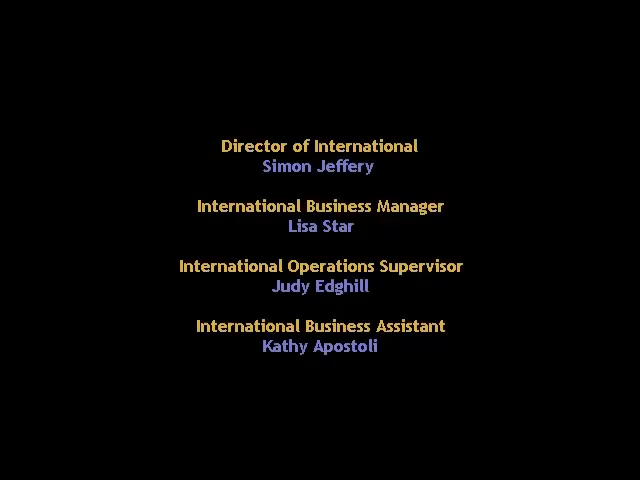 Director of International
Simon Jeffery
International Business Manager
Lisa Star
International Operations Supervisor
Judy Edghill
International Business Assistant
Kathy Apostoli